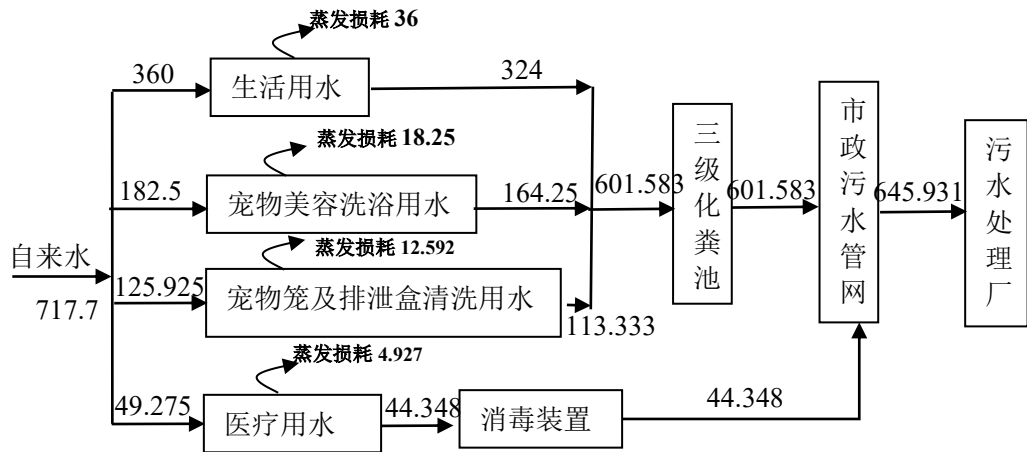 蒸发损耗 36
360
生活用水
324
蒸发损耗 18.25
182.5
宠物美容洗浴用水
164.25
601.583
三级化粪池
601.583
市政污水管网
645.931
污水处理厂
自来水
717.7
蒸发损耗 12.592
125.925
宠物笼及排泄盒清洗用水
113.333
蒸发损耗 4.927
49.275
医疗用水
44.348
消毒装置
44.348